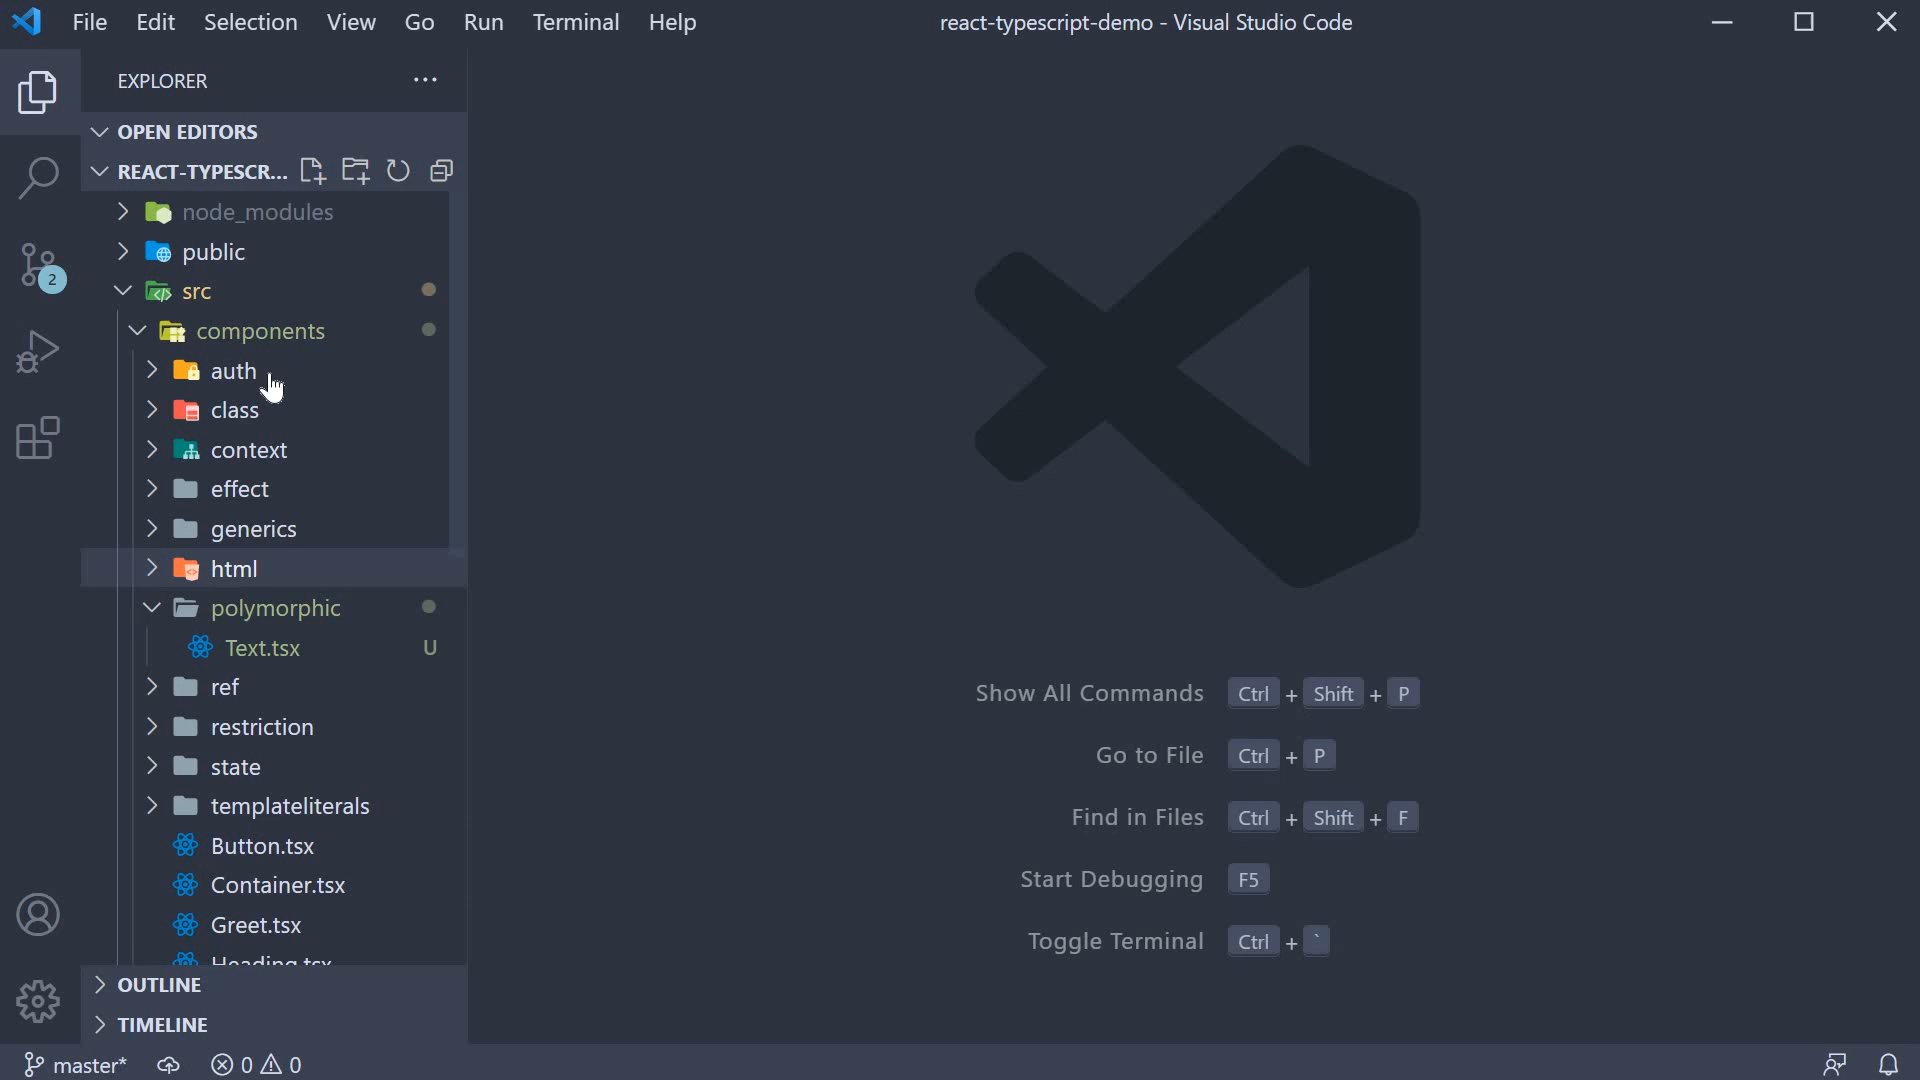 File Edit Selection View Go Run Terminal Help react-typescript-demo - Visual Studio Code
EXPLORER
OPEN EDITORS
REACT-TYPESCR...
node_modules
public
src
components
auth
class
context
effect
generics
html
polymorphic
Text.tsx U
ref
restriction
state
templateliterals
Button.tsx
Container.tsx
Greet.tsx
Heading.tsx
OUTLINE
TIMELINE
2
Show All Commands Ctrl + Shift + P
Go to File Ctrl + P
Find in Files Ctrl + Shift + F
Start Debugging F5
Toggle Terminal Ctrl + `
master* 0 0